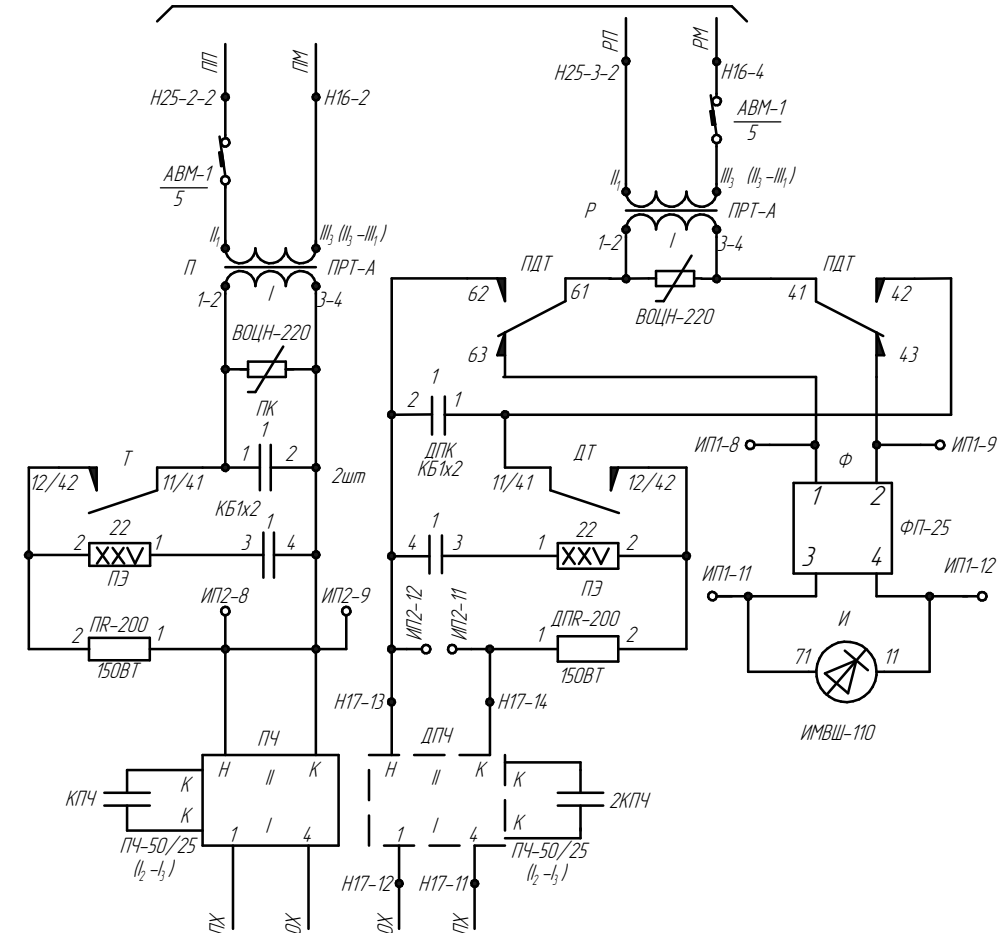 ПП
ПМ
РП
РМ
Н25-2-2
Н16-2
Н25-3-2
Н16-4
АВМ-1
5
АВМ-1
5
II₁
III₃ (II₃-III₁)
Р
ПРТ-А
1-2
I
3-4
II₁
III₃ (II₃-III₁)
П
ПРТ-А
1-2
I
3-4
ПДТ
62
61
63
ВОЦН-220
ПДТ
41
42
43
ВОЦН-220
ПК
1
1
2
2шт
КБ1х2
Т
12/42
11/41
1
2
1
ДПК
КБ1х2
ДТ
11/41
12/42
ИП1-8
ИП1-9
Ф
1
2
3
4
ФП-25
ИП1-11
ИП1-12
И
71
11
ИМВШ-110
22
2
XXV
1
ПЭ
1
3
4
1
4
3
22
1
XXV
2
ПЭ
ИП2-8
ИП2-9
ИП2-12
ИП2-11
ПR-200
2
1
150ВТ
ДПR-200
1
2
150ВТ
Н17-13
Н17-14
ПЧ
Н
К
II
I
1
4
К
К
КПЧ
ПЧ-50/25
(I₂-I₃)
ДПЧ
Н
К
II
I
1
4
К
К
2КПЧ
ПЧ-50/25
(I₂-I₃)
Н17-12
Н17-11
ПХ
ОХ
ОХ
ПХ